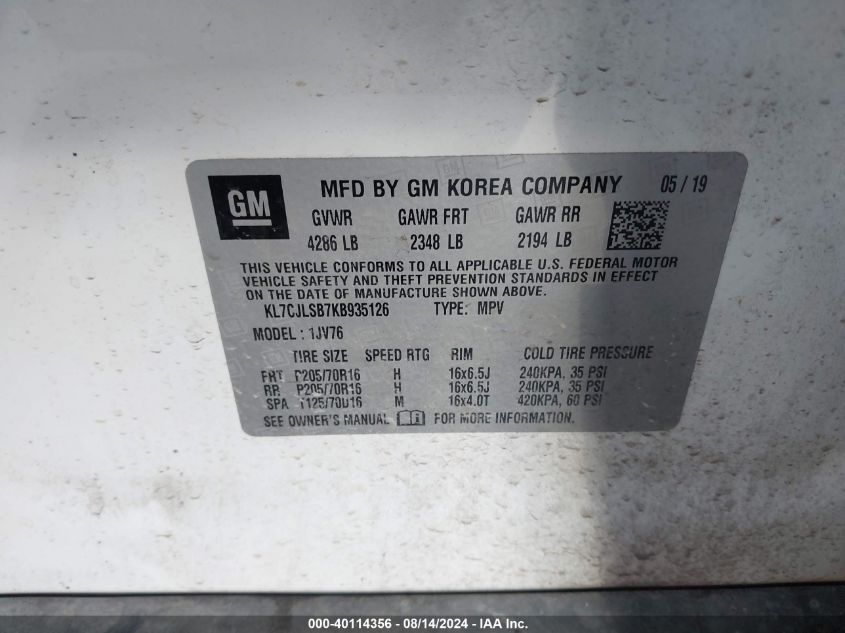 GM MFD BY GM KOREA COMPANY 05 / 19
GVWR GAWR FRT GAWR RR
4286 LB 2348 LB 2194 LB
THIS VEHICLE CONFORMS TO ALL APPLICABLE U.S. FEDERAL MOTOR
VEHICLE SAFETY AND THEFT PREVENTION STANDARDS IN EFFECT
ON THE DATE OF MANUFACTURE SHOWN ABOVE.
KL7CJLSB7KB935126 TYPE: MPV
MODEL : 1JV76
TIRE SIZE SPEED RTG RIM COLD TIRE PRESSURE
FRT P205/70R16 H 16x6.5J 240KPA, 35 PSI
RR P205/70R16 H 16x6.5J 240KPA, 35 PSI
SPA T125/70D16 M 16x4.0T 420KPA, 60 PSI
SEE OWNER'S MANUAL FOR MORE INFORMATION.
000-40114356 - 08/14/2024 - IAA Inc.